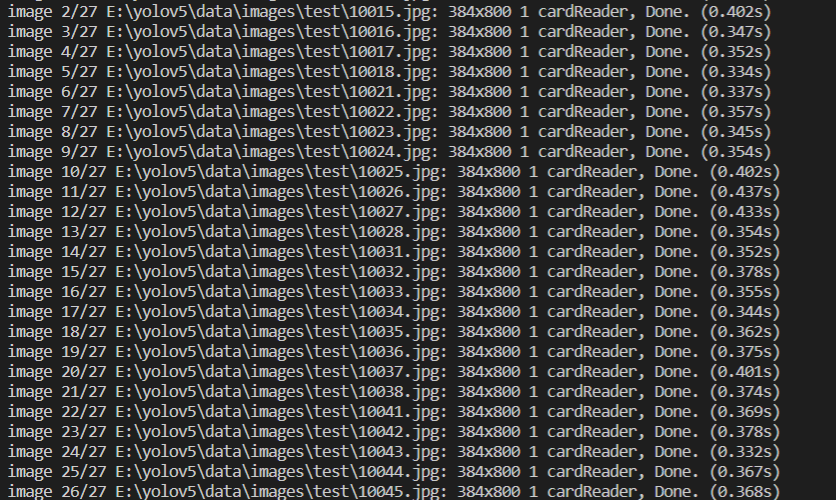 image 2/27 E:\yolov5\data\images\test\10015.jpg: 384x800 1 cardReader, Done. (0.402s)
image 3/27 E:\yolov5\data\images\test\10016.jpg: 384x800 1 cardReader, Done. (0.347s)
image 4/27 E:\yolov5\data\images\test\10017.jpg: 384x800 1 cardReader, Done. (0.352s)
image 5/27 E:\yolov5\data\images\test\10018.jpg: 384x800 1 cardReader, Done. (0.334s)
image 6/27 E:\yolov5\data\images\test\10021.jpg: 384x800 1 cardReader, Done. (0.337s)
image 7/27 E:\yolov5\data\images\test\10022.jpg: 384x800 1 cardReader, Done. (0.357s)
image 8/27 E:\yolov5\data\images\test\10023.jpg: 384x800 1 cardReader, Done. (0.345s)
image 9/27 E:\yolov5\data\images\test\10024.jpg: 384x800 1 cardReader, Done. (0.354s)
image 10/27 E:\yolov5\data\images\test\10025.jpg: 384x800 1 cardReader, Done. (0.402s)
image 11/27 E:\yolov5\data\images\test\10026.jpg: 384x800 1 cardReader, Done. (0.437s)
image 12/27 E:\yolov5\data\images\test\10027.jpg: 384x800 1 cardReader, Done. (0.433s)
image 13/27 E:\yolov5\data\images\test\10028.jpg: 384x800 1 cardReader, Done. (0.354s)
image 14/27 E:\yolov5\data\images\test\10031.jpg: 384x800 1 cardReader, Done. (0.352s)
image 15/27 E:\yolov5\data\images\test\10032.jpg: 384x800 1 cardReader, Done. (0.378s)
image 16/27 E:\yolov5\data\images\test\10033.jpg: 384x800 1 cardReader, Done. (0.355s)
image 17/27 E:\yolov5\data\images\test\10034.jpg: 384x800 1 cardReader, Done. (0.344s)
image 18/27 E:\yolov5\data\images\test\10035.jpg: 384x800 1 cardReader, Done. (0.362s)
image 19/27 E:\yolov5\data\images\test\10036.jpg: 384x800 1 cardReader, Done. (0.375s)
image 20/27 E:\yolov5\data\images\test\10037.jpg: 384x800 1 cardReader, Done. (0.401s)
image 21/27 E:\yolov5\data\images\test\10038.jpg: 384x800 1 cardReader, Done. (0.374s)
image 22/27 E:\yolov5\data\images\test\10041.jpg: 384x800 1 cardReader, Done. (0.369s)
image 23/27 E:\yolov5\data\images\test\10042.jpg: 384x800 1 cardReader, Done. (0.378s)
image 24/27 E:\yolov5\data\images\test\10043.jpg: 384x800 1 cardReader, Done. (0.332s)
image 25/27 E:\yolov5\data\images\test\10044.jpg: 384x800 1 cardReader, Done. (0.367s)
image 26/27 E:\yolov5\data\images\test\10045.jpg: 384x800 1 cardReader, Done. (0.368s)